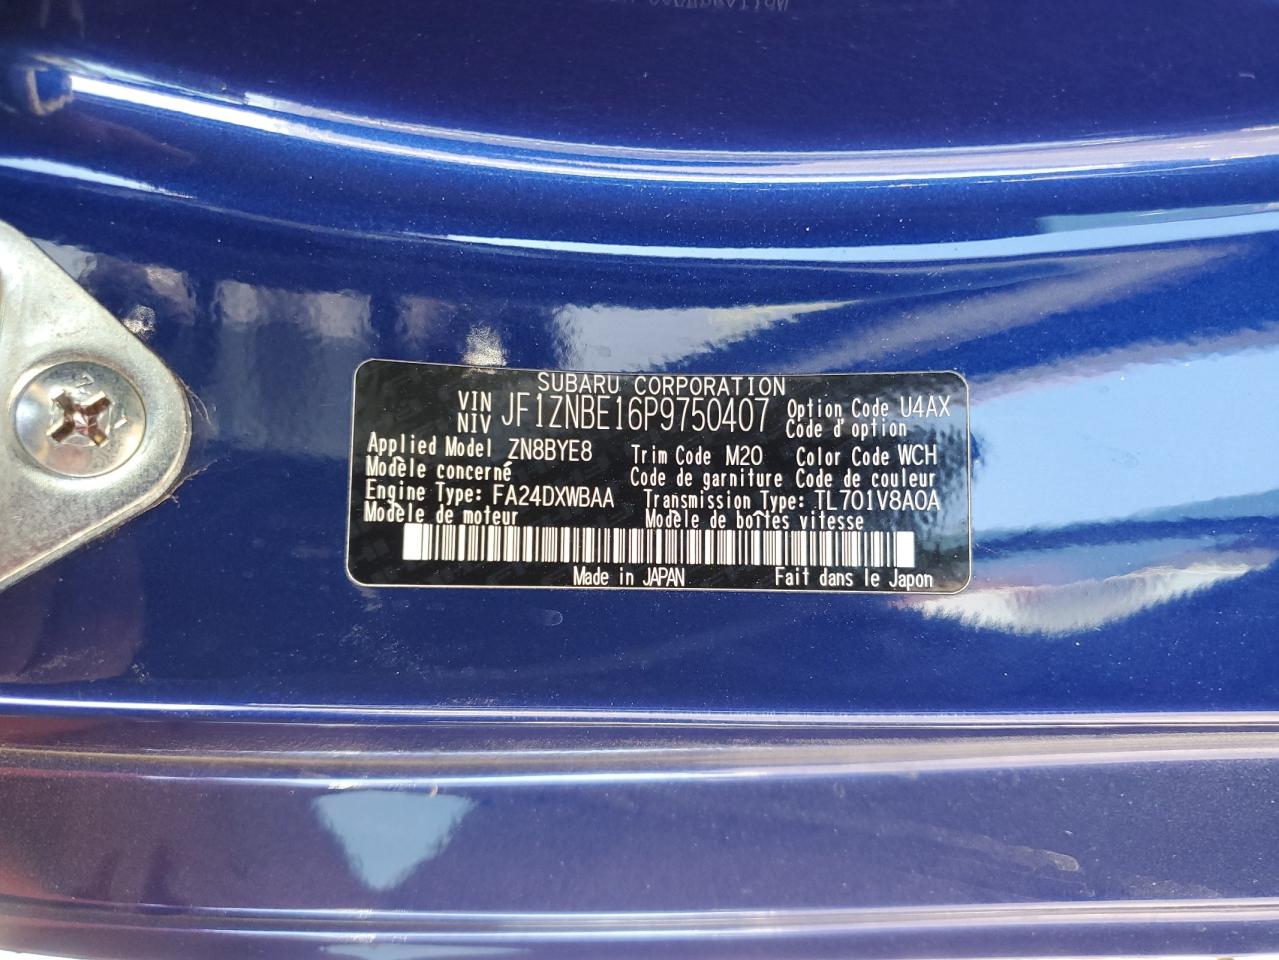 SUBARU CORPORATION
VIN NIV JF1ZNBE16P9750407 Option Code U4AX
Code d'option
Applied Model ZN8BYE8 Trim Code M20 Color Code WCH
Modèle concerné Code de garniture Code de couleur
Engine Type: FA24DXWBAA Transmission Type: TL701V8A0A
Modèle de moteur Modèle de boîtes vitesse
Made in JAPAN Fait dans le Japon